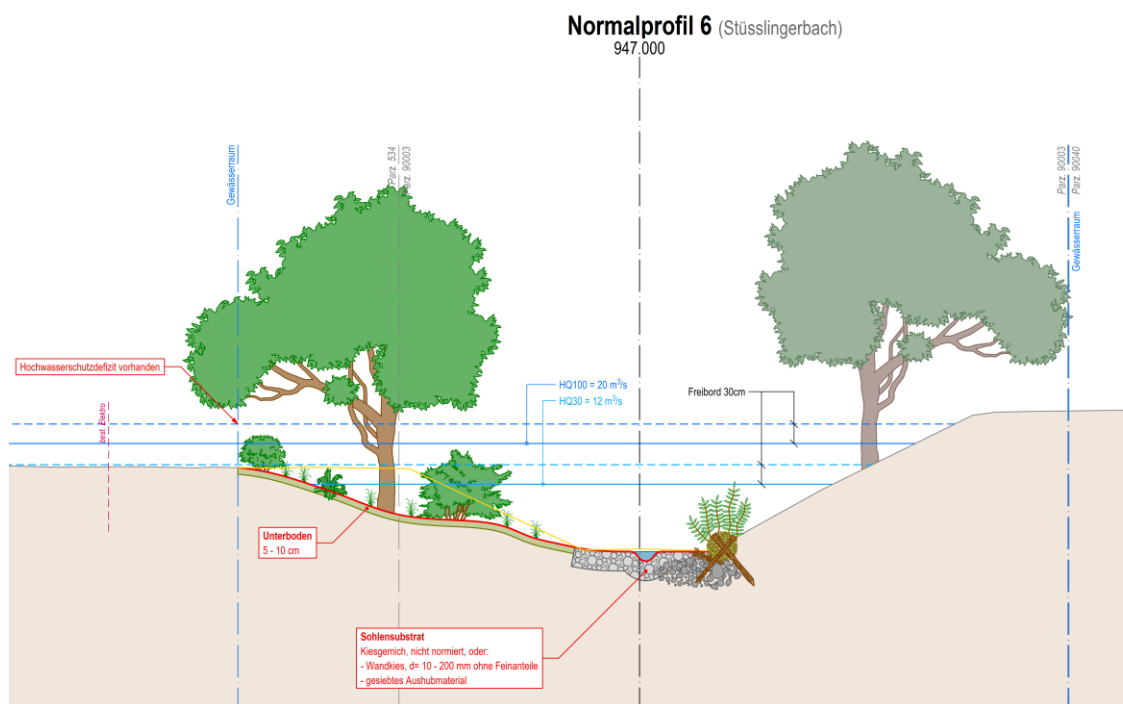 Normalprofil 6 (Stüsslingerbach)
947.000
Gewässerraum
Parz. 534
Parz. 90003
Parz. 90003
Parz. 90040
Gewässerraum
Hochwasserschutzdefizit vorhanden
best. Elektro
HQ100 = 20 m³/s
HQ30 = 12 m³/s
Freibord 30cm
Unterboden
5 - 10 cm
Sohlensubstrat
Kiesgemich, nicht normiert, oder:
- Wandkies, d= 10 - 200 mm ohne Feinanteile
- gesiebtes Aushubmaterial